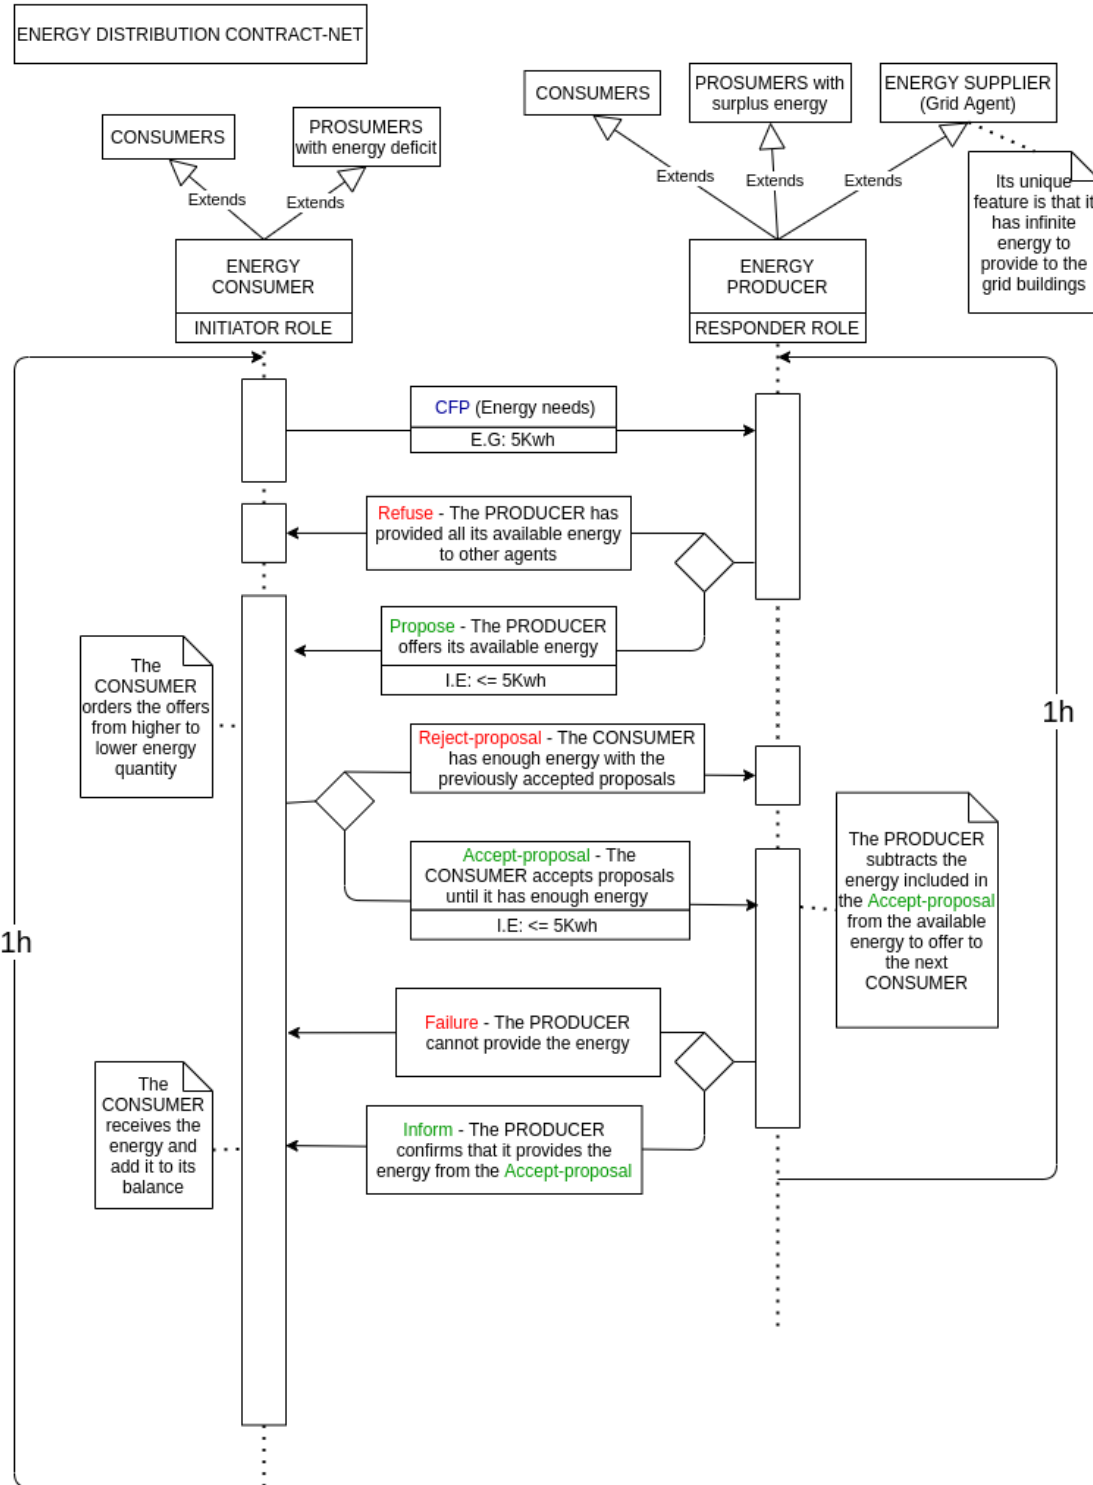 ENERGY DISTRIBUTION CONTRACT-NET
CONSUMERS
PROSUMERS
with energy deficit
Extends
Extends
ENERGY
CONSUMER
INITIATOR ROLE
CONSUMERS
PROSUMERS with
surplus energy
ENERGY SUPPLIER
(Grid Agent)
Extends
Extends
Extends
Its unique
feature is that it
has infinite
energy to
provide to the
grid buildings
ENERGY
PRODUCER
RESPONDER ROLE
CFP (Energy needs)
E.G: 5Kwh
Refuse - The PRODUCER has
provided all its available energy
to other agents
Propose - The PRODUCER
offers its available energy
I.E: <= 5Kwh
The
CONSUMER
orders the offers
from higher to
lower energy
quantity
1h
Reject-proposal - The CONSUMER
has enough energy with the
previously accepted proposals
Accept-proposal - The
CONSUMER accepts proposals
until it has enough energy
I.E: <= 5Kwh
The PRODUCER
subtracts the
energy included in
the Accept-proposal
from the available
energy to offer to
the next
CONSUMER
1h
Failure - The PRODUCER
cannot provide the energy
Inform - The PRODUCER
confirms that it provides the
energy from the Accept-proposal
The
CONSUMER
receives the
energy and
add it to its
balance